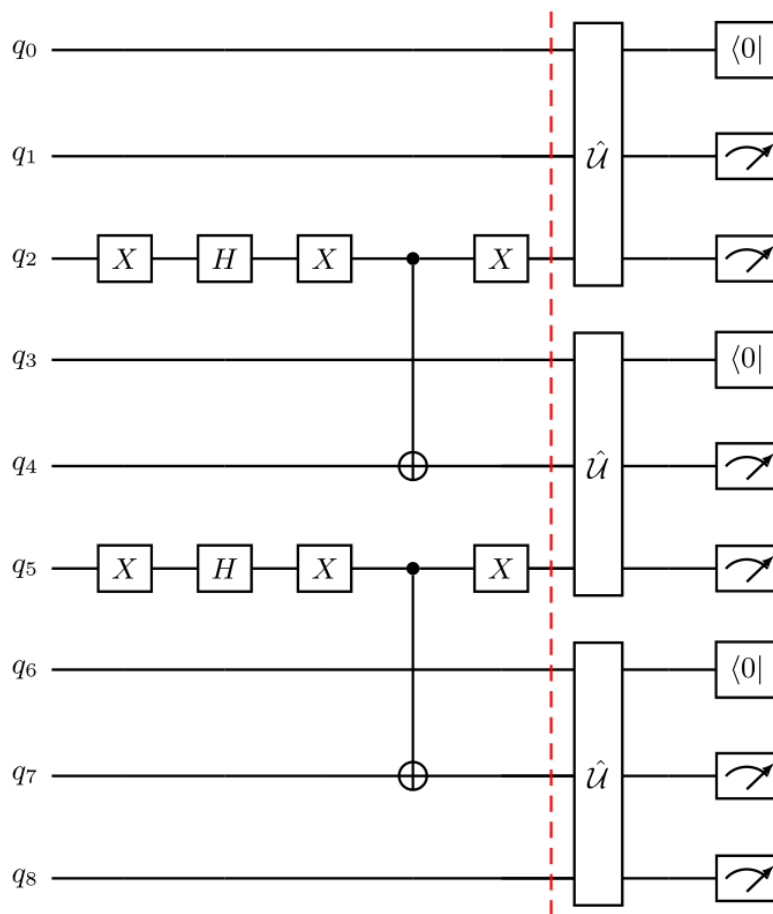 q₀ ⟨0|
q₁ 𝒰̂
q₂ X H X X
q₃ ⟨0|
q₄ 𝒰̂
q₅ X H X X
q₆ ⟨0|
q₇ 𝒰̂
q₈